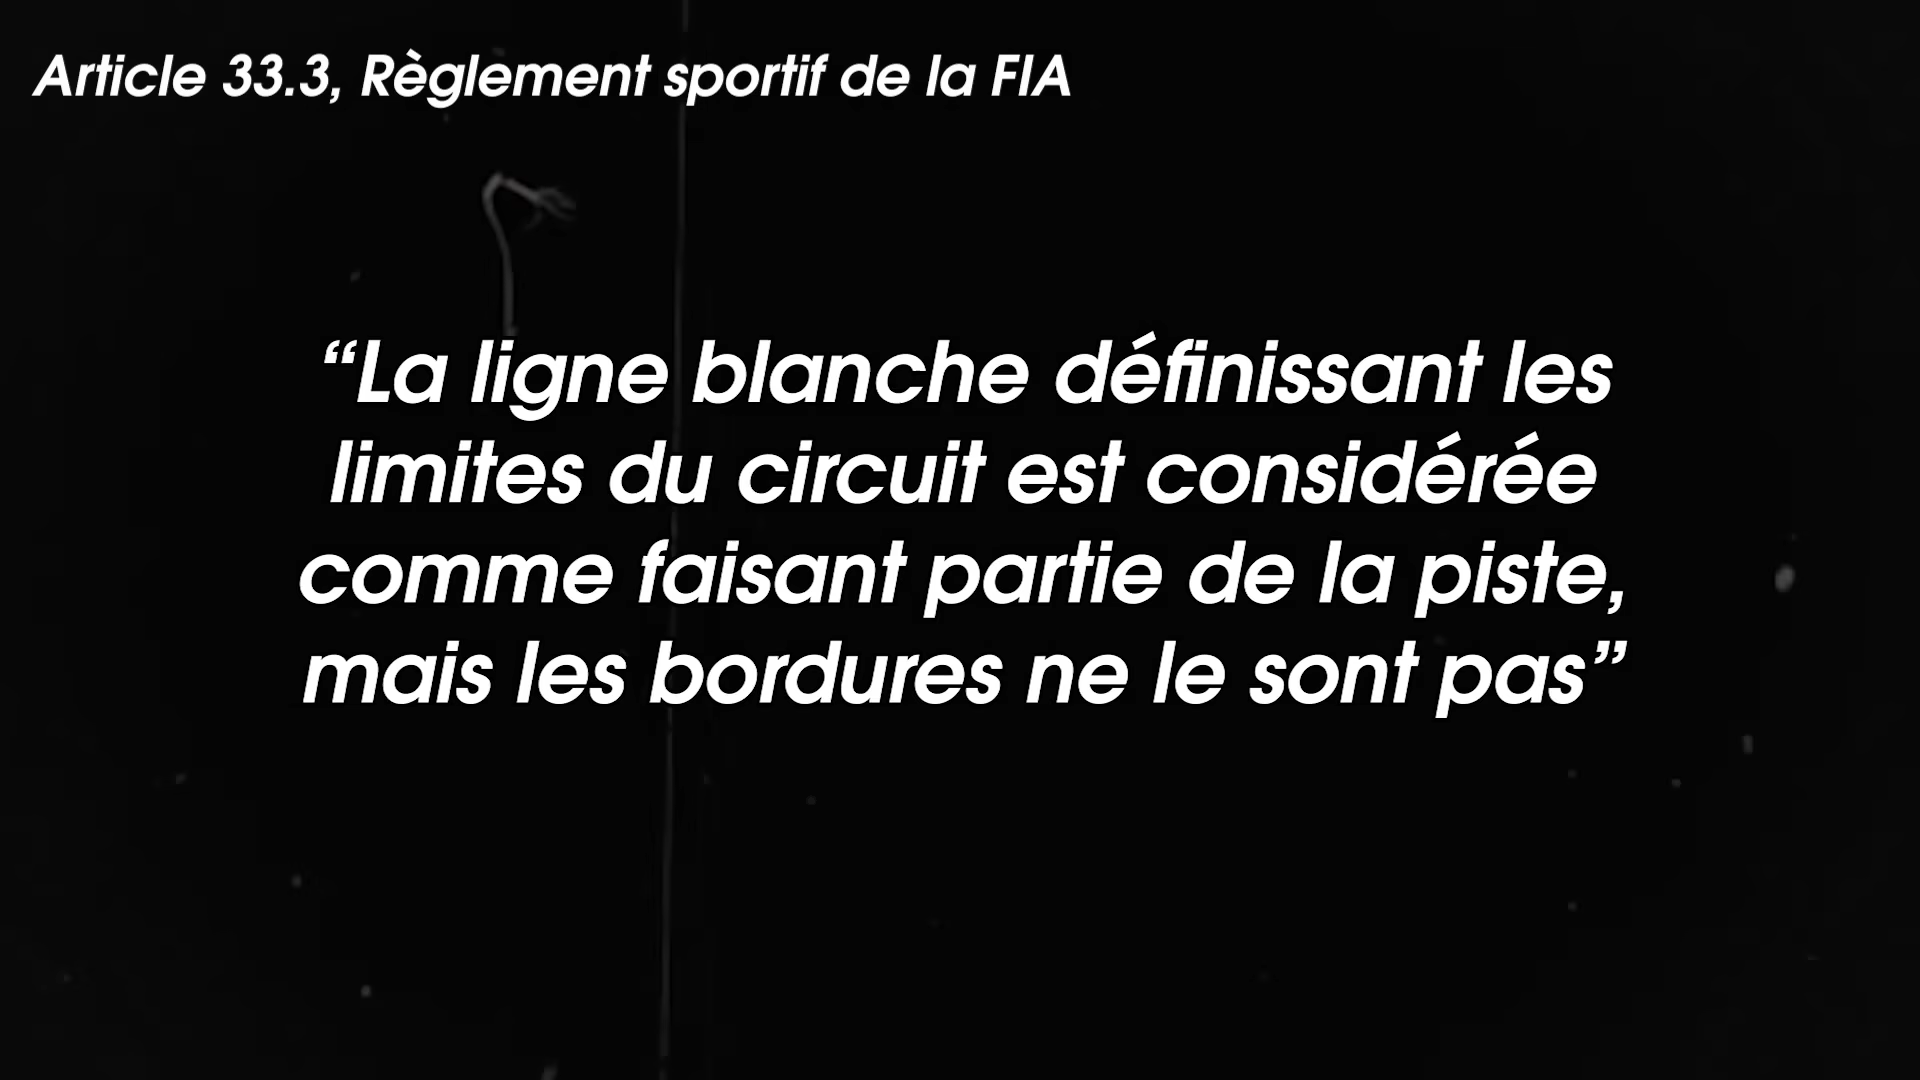 Article 33.3, Règlement sportif de la FIA
“La ligne blanche définissant les
limites du circuit est considérée
comme faisant partie de la piste,
mais les bordures ne le sont pas”